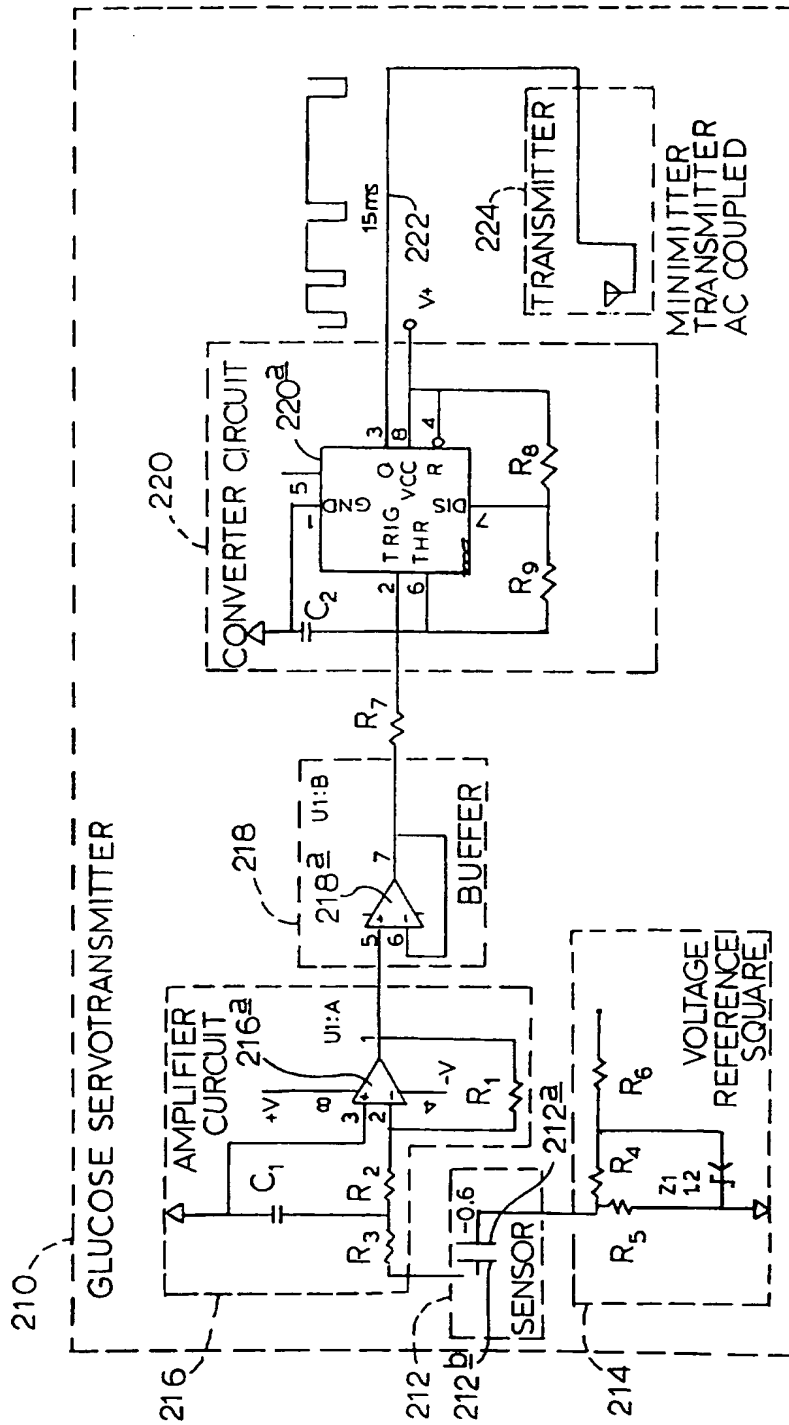 210
GLUCOSE SERVOTRANSMITTER
216
AMPLIFIER
CURCUIT
216a
+V
8
3
+
2
-
4
-V
1
U1:A
C1
R2
R3
R1
212
212b
212a
-0.6
SENSOR
214
R4
R5
R6
Z1
1.2
VOLTAGE
REFERENCE
SQUARE
218
218a
U1:B
5
+
6
-
7
BUFFER
R7
220
CONVERTER CIRCUIT
220a
C2
1
5
GND
2
TRIG
6
THR
Q
3
VCC
8
R
4
DIS
7
R9
R8
V+
15ms
222
224
TRANSMITTER
MINIMITTER
TRANSMITTER
AC COUPLED